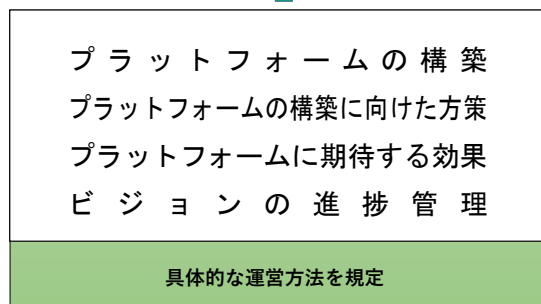 プラットフォームの構築
プラットフォームの構築に向けた方策
プラットフォームに期待する効果
ビジョンの進捗管理
具体的な運営方法を規定